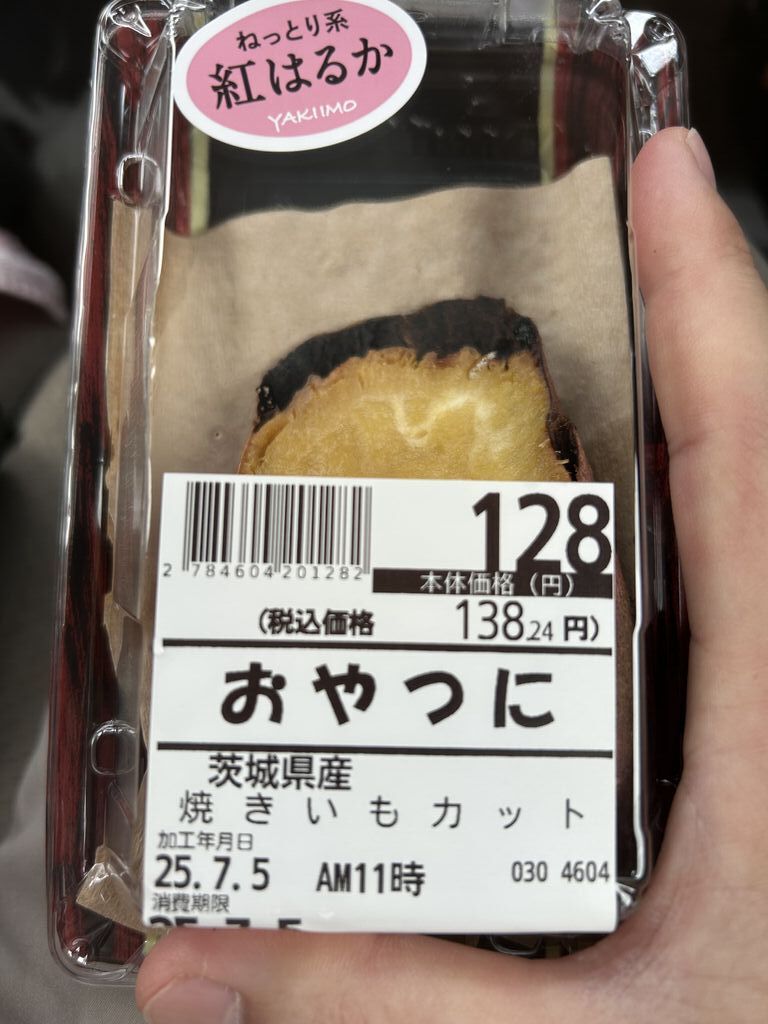 ねっとり系
紅はるか
YAKIIMO
128
2 784604 201282
本体価格 (円)
(税込価格 138.24 円)
おやつに
茨城県産
焼きいもカット
加工年月日
25.7.5 AM11時 030 4604
消費期限
25.7.5